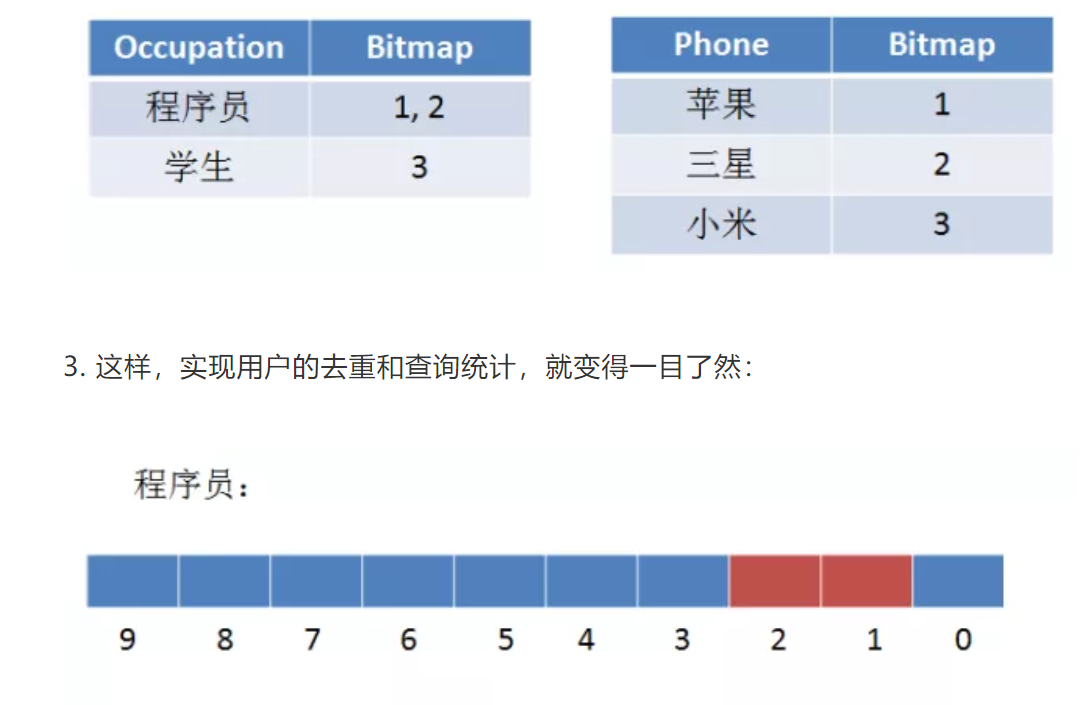 Occupation Bitmap
程序员 1, 2
学生 3
Phone Bitmap
苹果 1
三星 2
小米 3
3. 这样，实现用户的去重和查询统计，就变得一目了然：
程序员：
9 8 7 6 5 4 3 2 1 0